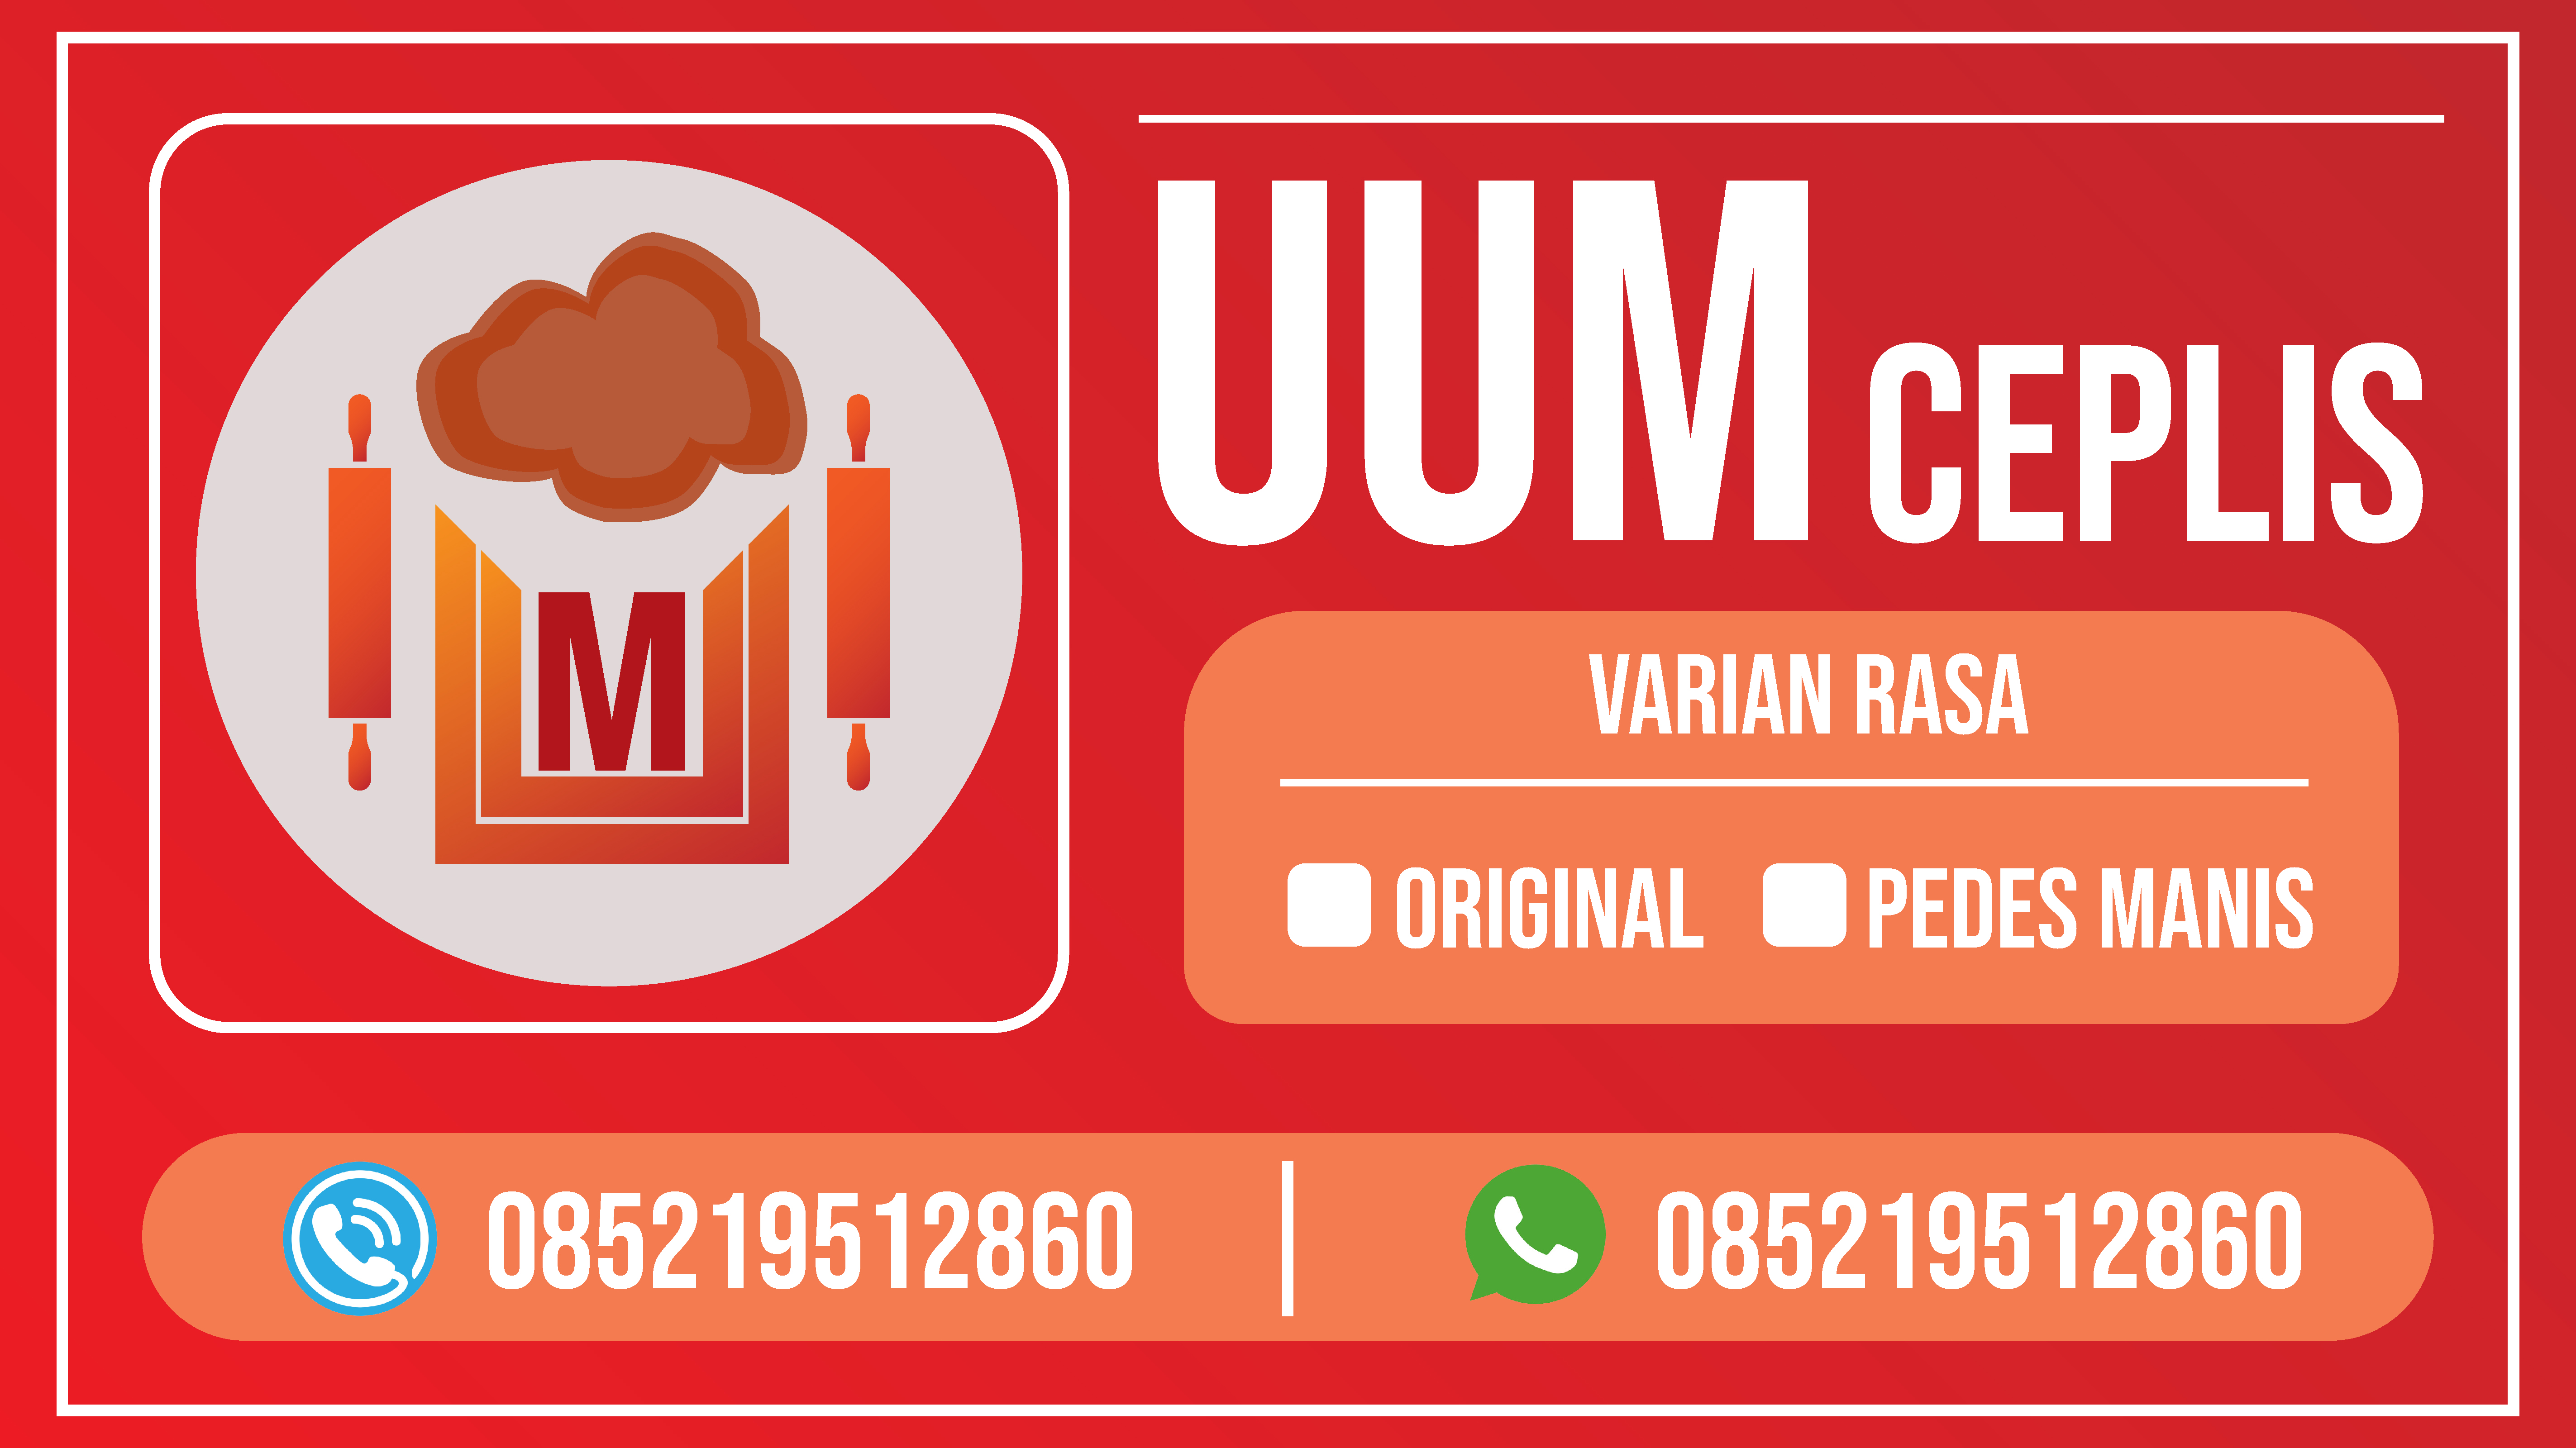 M
UUM CEPLIS
VARIAN RASA
ORIGINAL PEDES MANIS
085219512860 085219512860